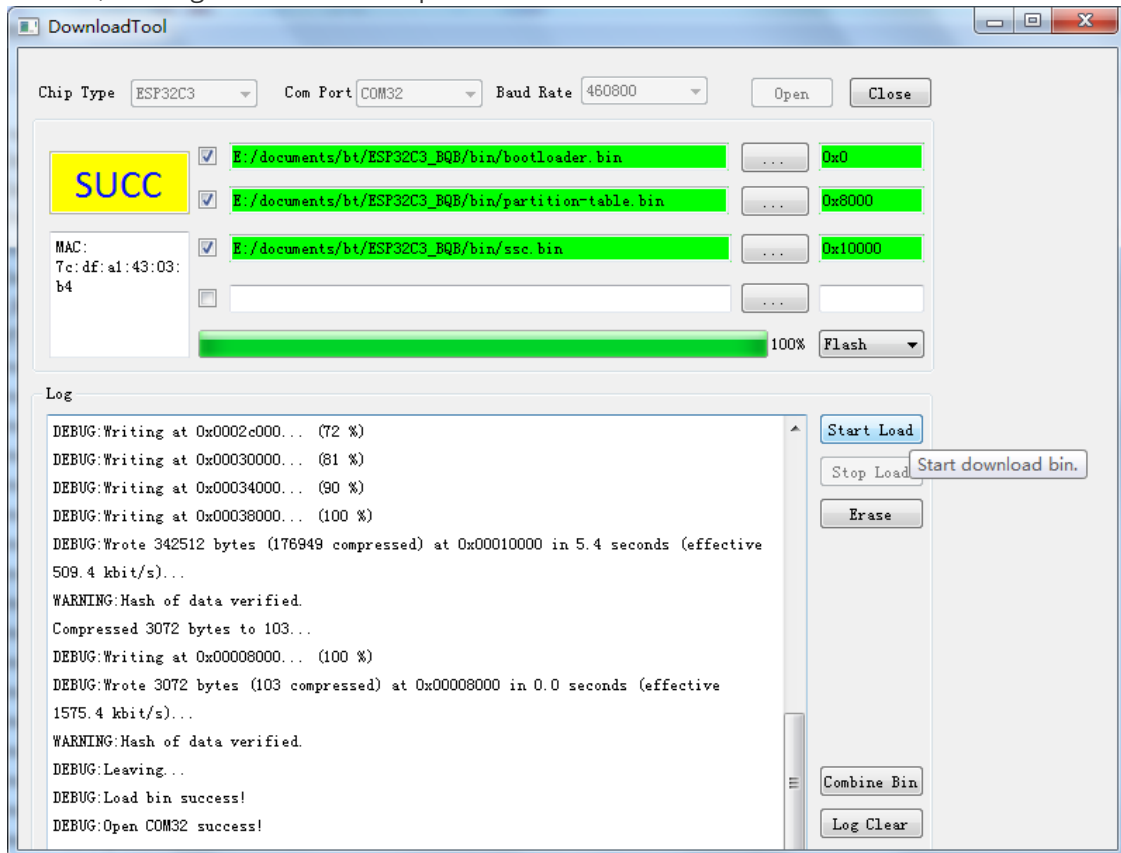 DownloadTool
Chip Type ESP32C3 Com Port COM32 Baud Rate 460800 Open Close
SUCC
E:/documents/bt/ESP32C3_BQB/bin/bootloader.bin ... 0x0
E:/documents/bt/ESP32C3_BQB/bin/partition-table.bin ... 0x8000
MAC:
7c:df:a1:43:03:
b4
E:/documents/bt/ESP32C3_BQB/bin/ssc.bin ... 0x10000
...
100% Flash
Log
DEBUG:Writing at 0x0002c000... (72 %)
DEBUG:Writing at 0x00030000... (81 %)
DEBUG:Writing at 0x00034000... (90 %)
DEBUG:Writing at 0x00038000... (100 %)
DEBUG:Wrote 342512 bytes (176949 compressed) at 0x00010000 in 5.4 seconds (effective
509.4 kbit/s)...
WARNING:Hash of data verified.
Compressed 3072 bytes to 103...
DEBUG:Writing at 0x00008000... (100 %)
DEBUG:Wrote 3072 bytes (103 compressed) at 0x00008000 in 0.0 seconds (effective
1575.4 kbit/s)...
WARNING:Hash of data verified.
DEBUG:Leaving...
DEBUG:Load bin success!
DEBUG:Open COM32 success!
Start Load
Start download bin.
Stop Load
Erase
Combine Bin
Log Clear